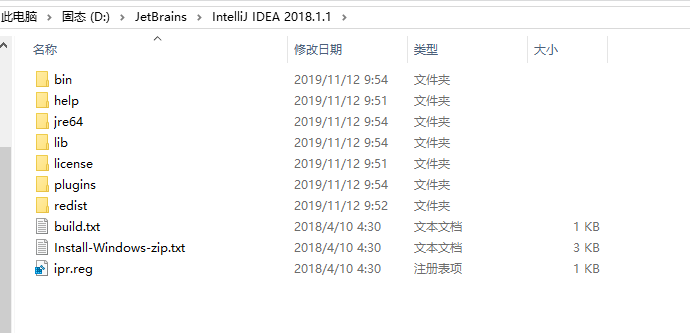 此电脑 > 固态 (D:) > JetBrains > IntelliJ IDEA 2018.1.1 >
名称 修改日期 类型 大小
bin 2019/11/12 9:54 文件夹
help 2019/11/12 9:51 文件夹
jre64 2019/11/12 9:54 文件夹
lib 2019/11/12 9:54 文件夹
license 2019/11/12 9:51 文件夹
plugins 2019/11/12 9:54 文件夹
redist 2019/11/12 9:52 文件夹
build.txt 2018/4/10 4:30 文本文档 1 KB
Install-Windows-zip.txt 2018/4/10 4:30 文本文档 3 KB
ipr.reg 2018/4/10 4:30 注册表项 1 KB